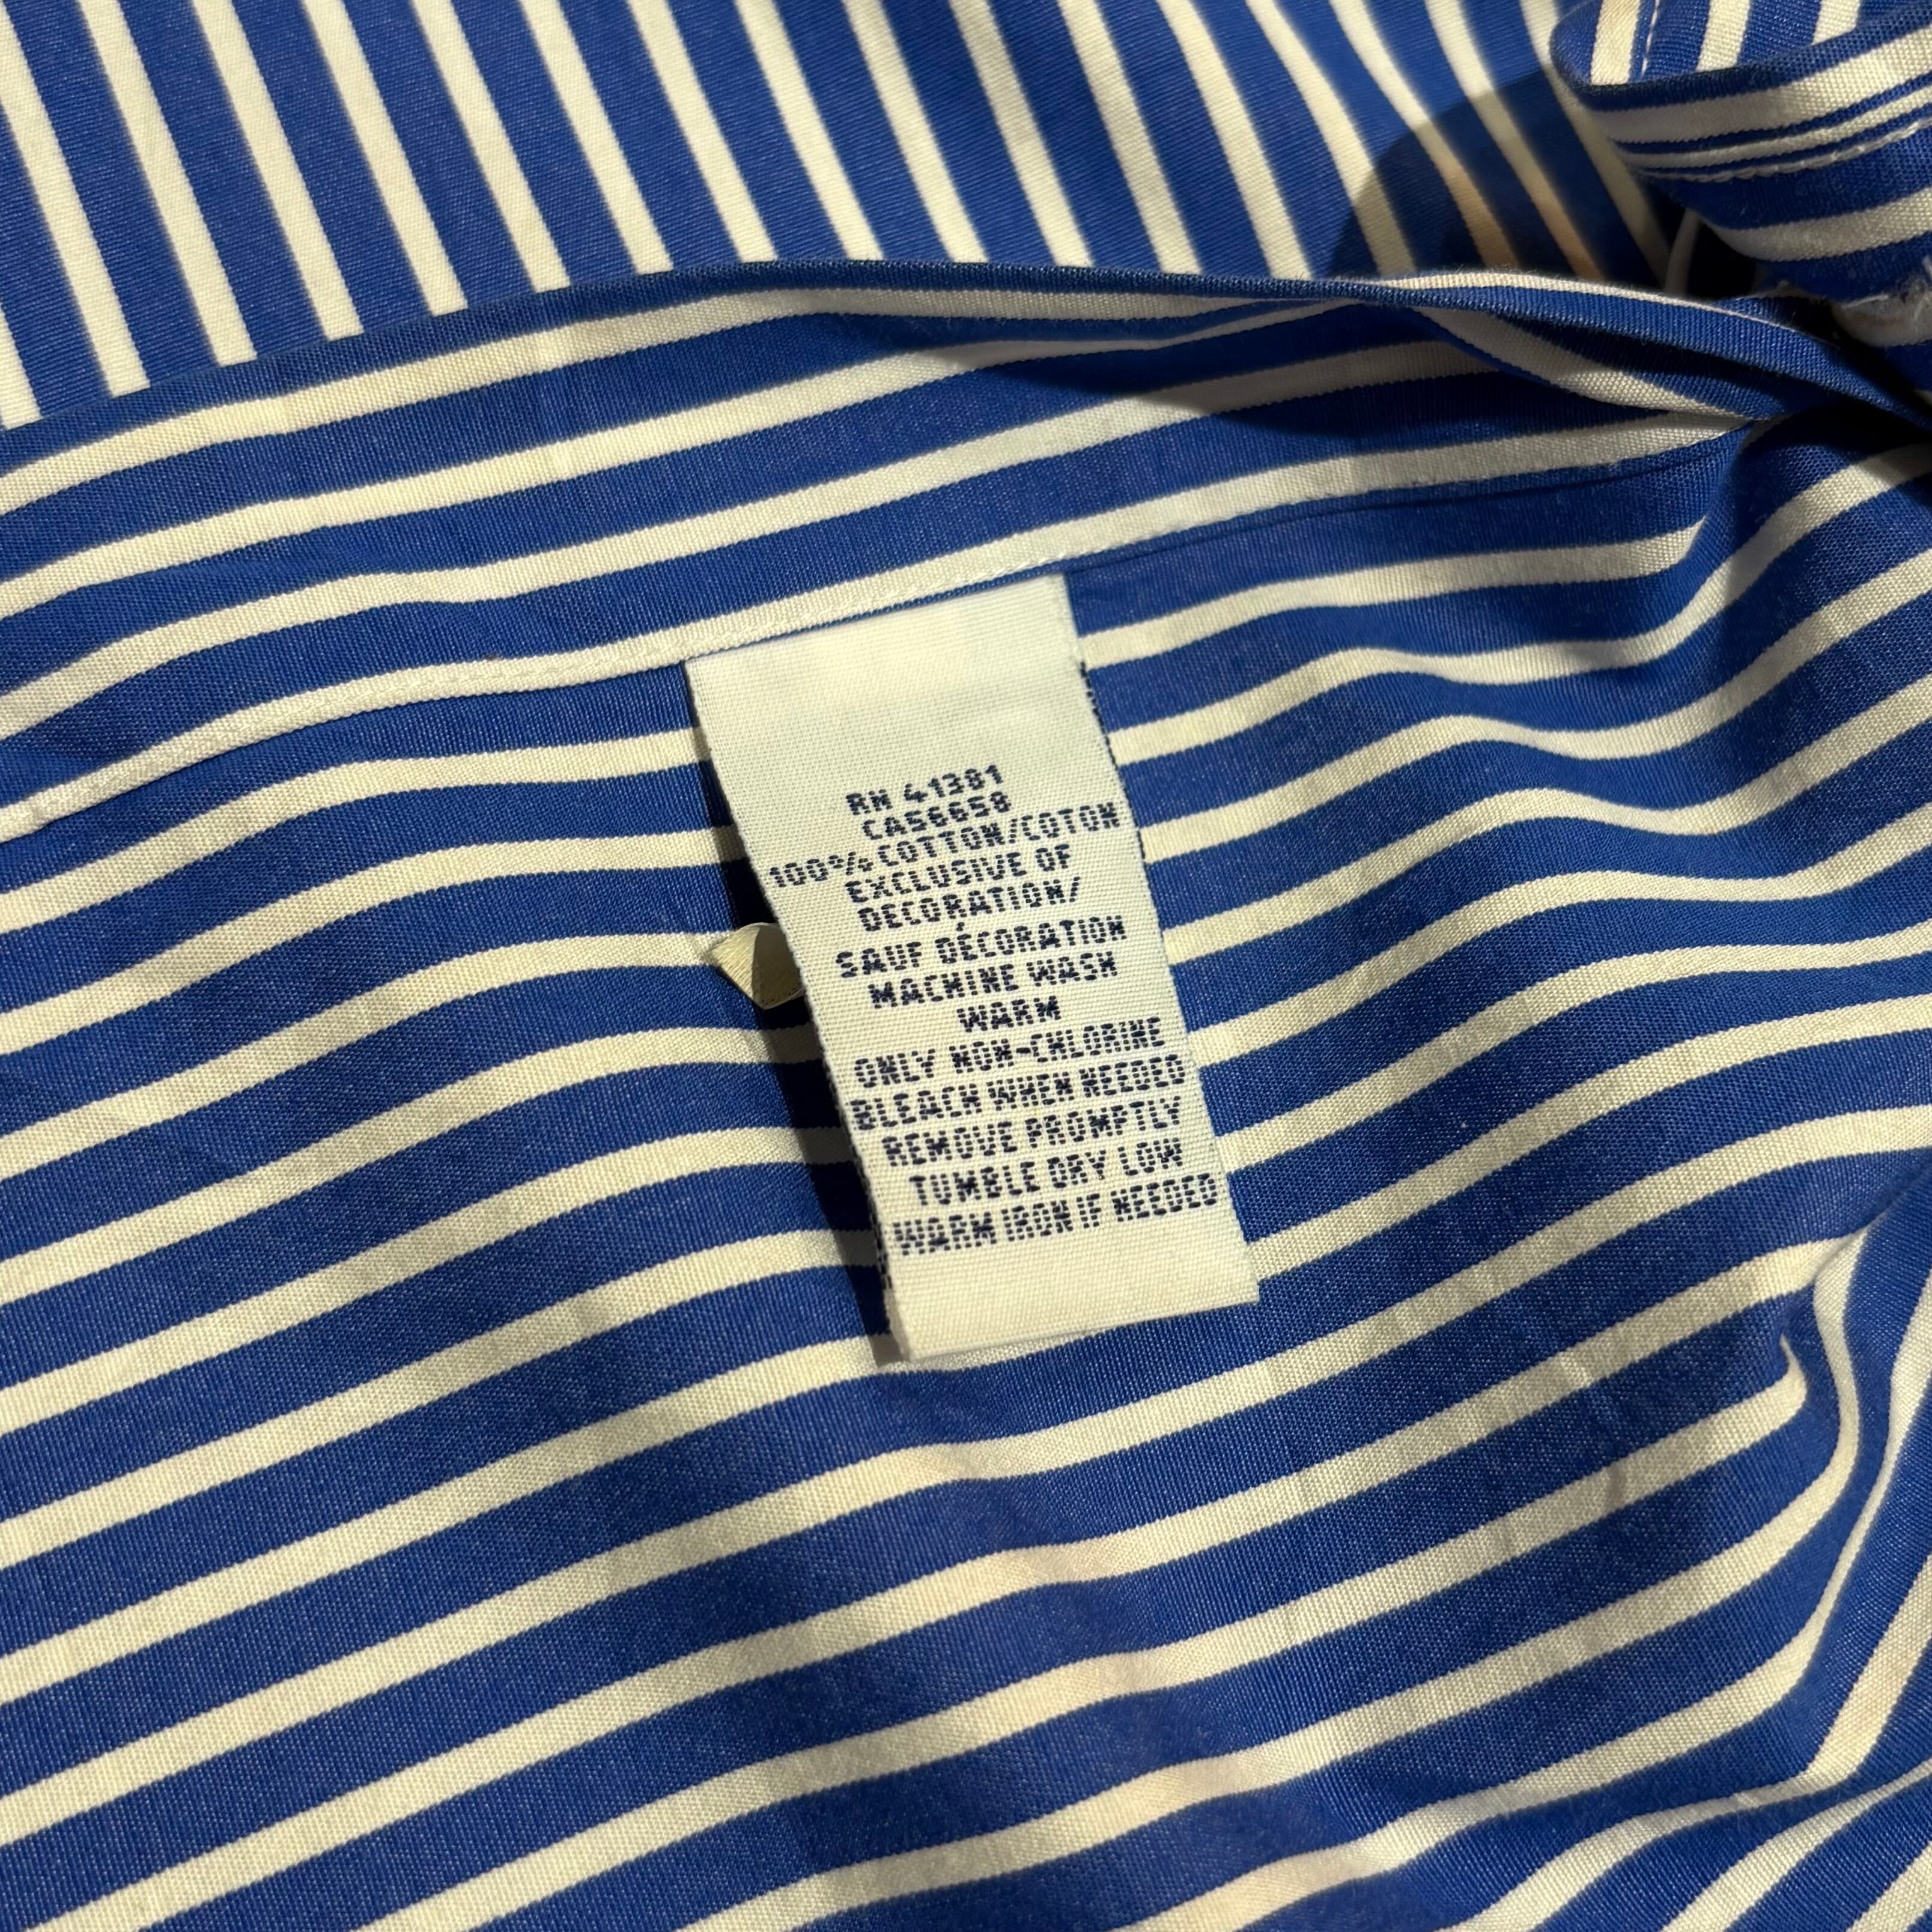 RN 41381
CA56658
100% COTTON/COTON
EXCLUSIVE OF
DECORATION/
SAUF DÉCORATION
MACHINE WASH
WARM
ONLY NON-CHLORINE
BLEACH WHEN NEEDED
REMOVE PROMPTLY
TUMBLE DRY LOW
WARM IRON IF NEEDED